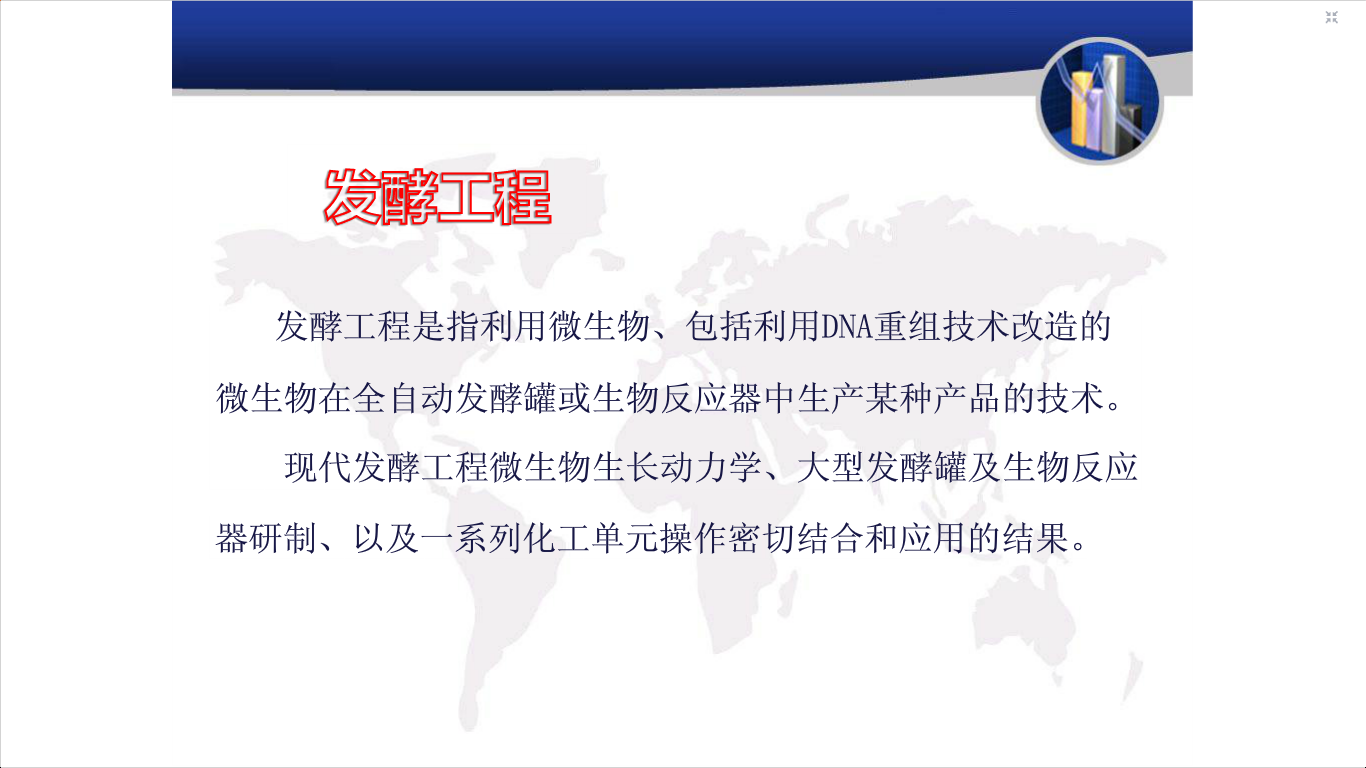 发酵工程
发酵工程是指利用微生物、包括利用DNA重组技术改造的
微生物在全自动发酵罐或生物反应器中生产某种产品的技术。
现代发酵工程微生物生长动力学、大型发酵罐及生物反应
器研制、以及一系列化工单元操作密切结合和应用的结果。